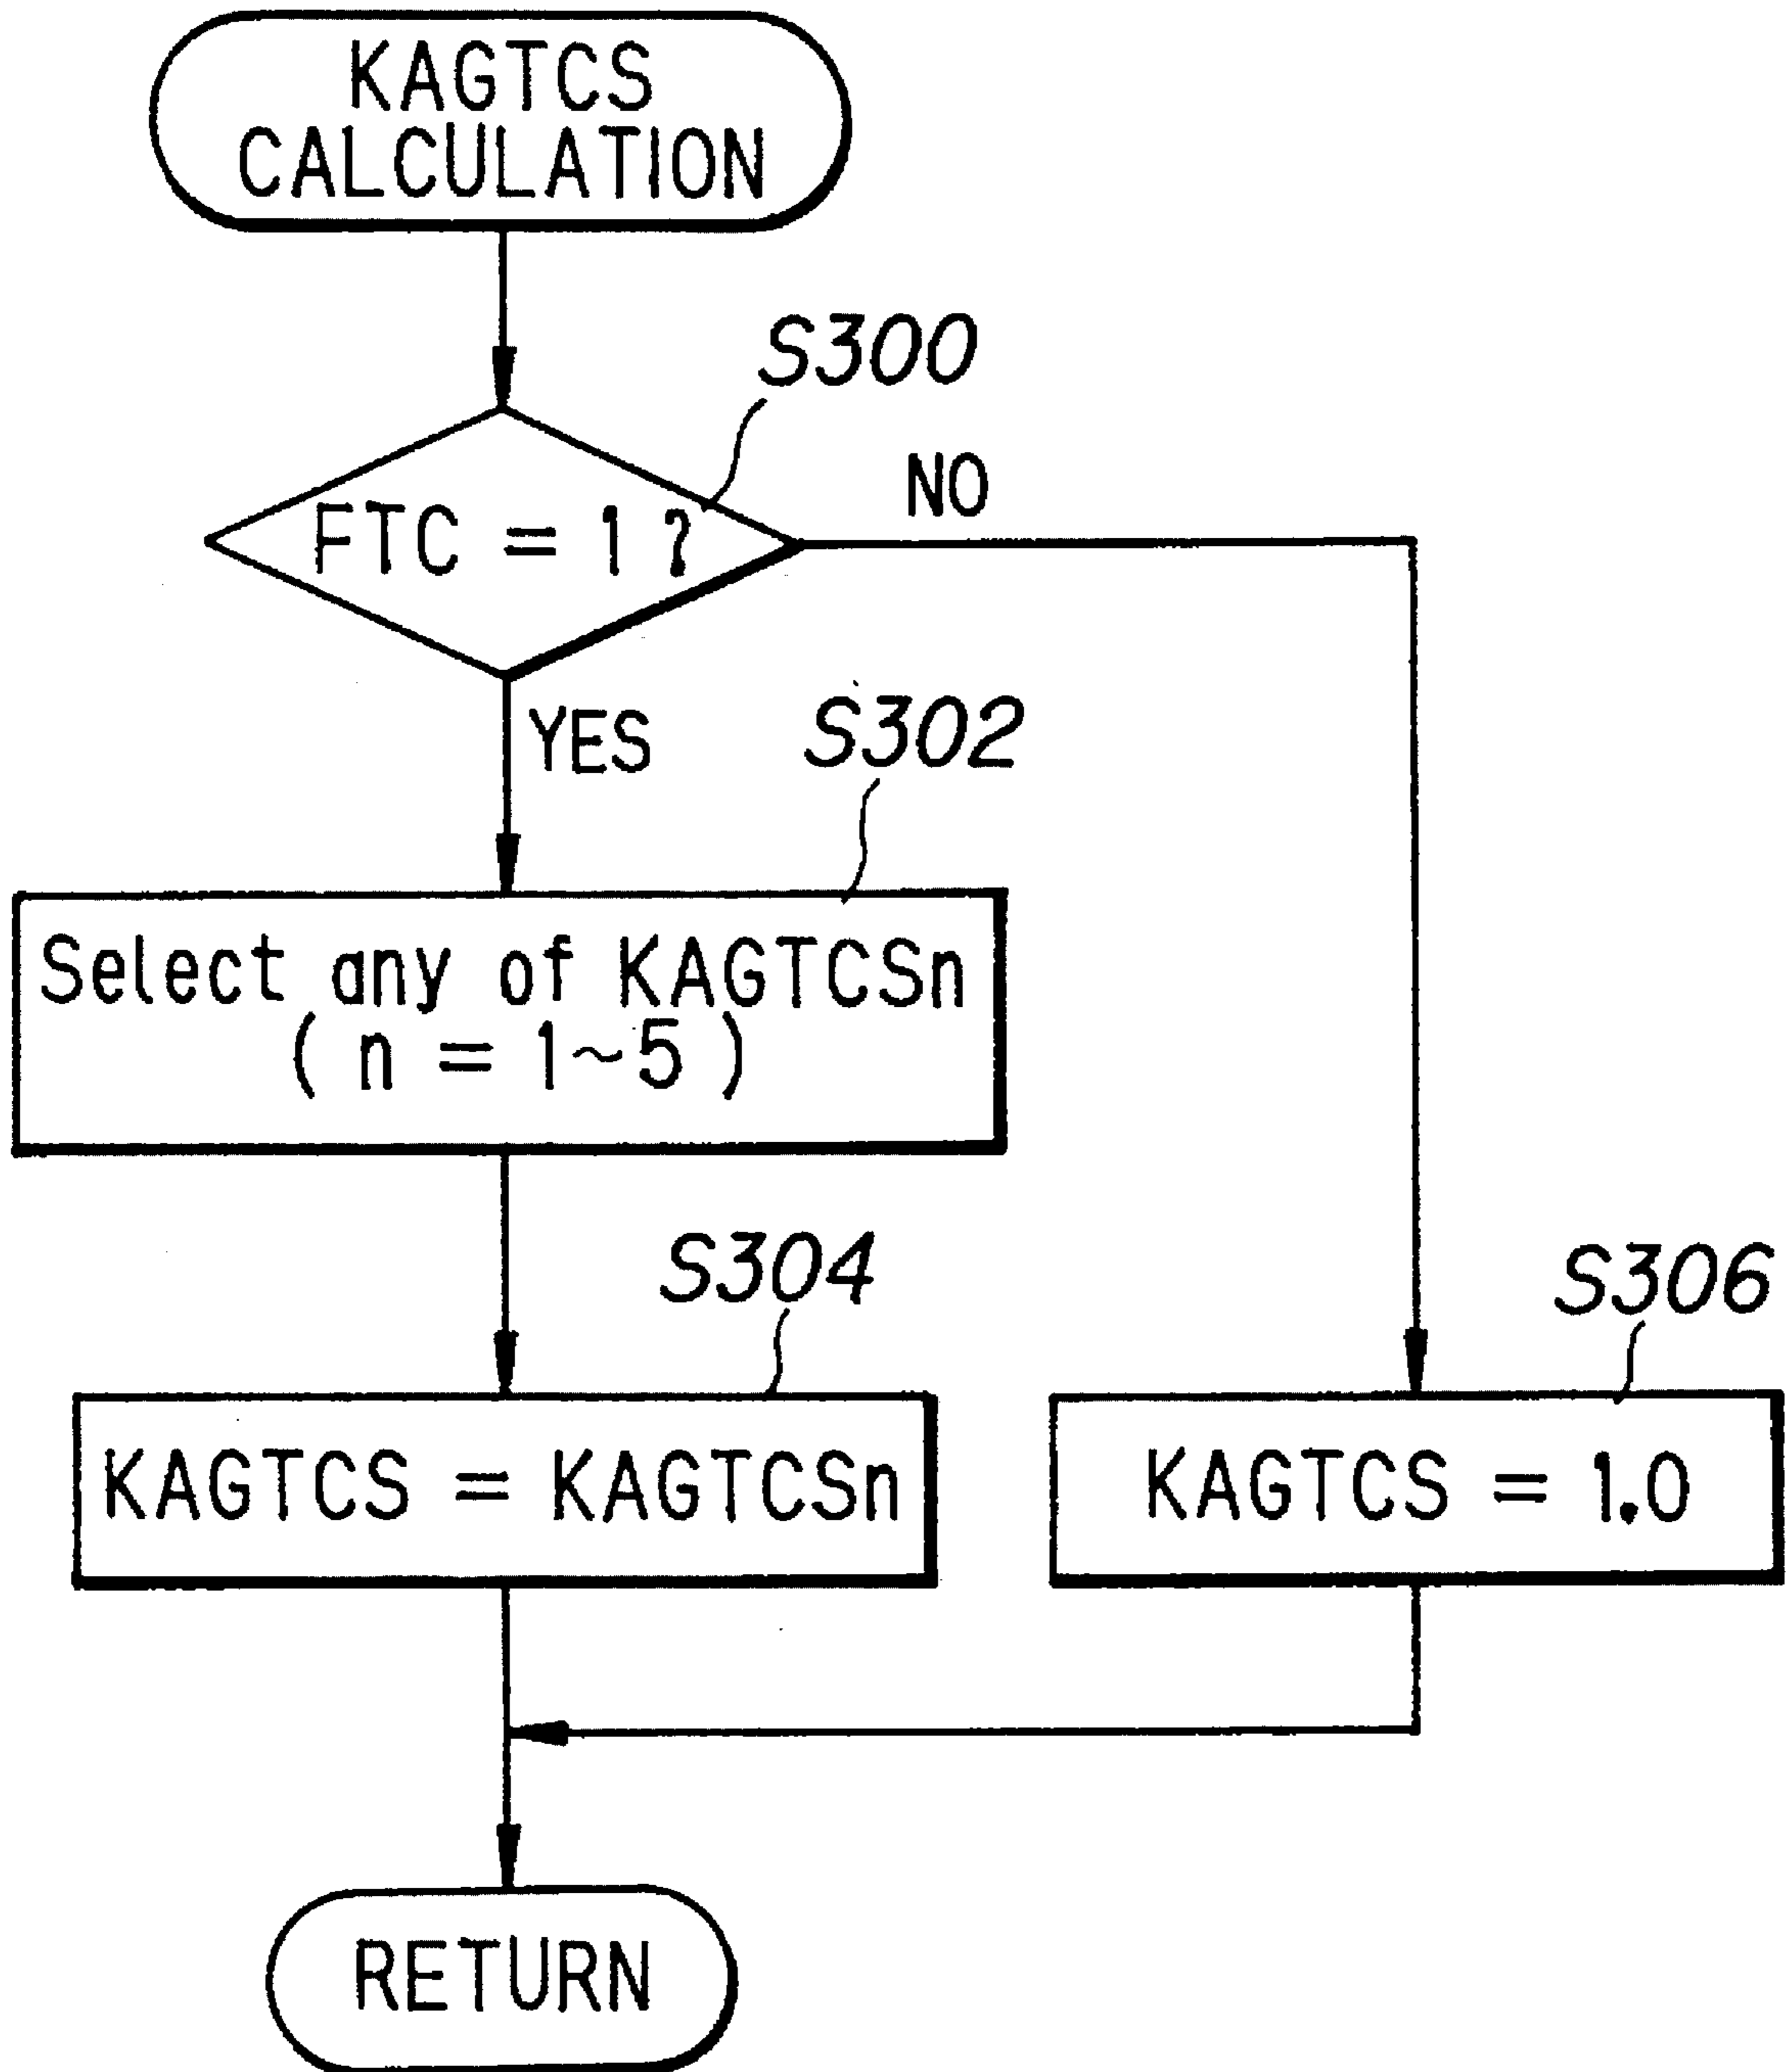 KAGTCS
CALCULATION
S300
FTC = 1 ?
NO
YES
S302
Select any of KAGTCSn
( n = 1~5 )
S304
KAGTCS = KAGTCSn
S306
KAGTCS = 1.0
RETURN